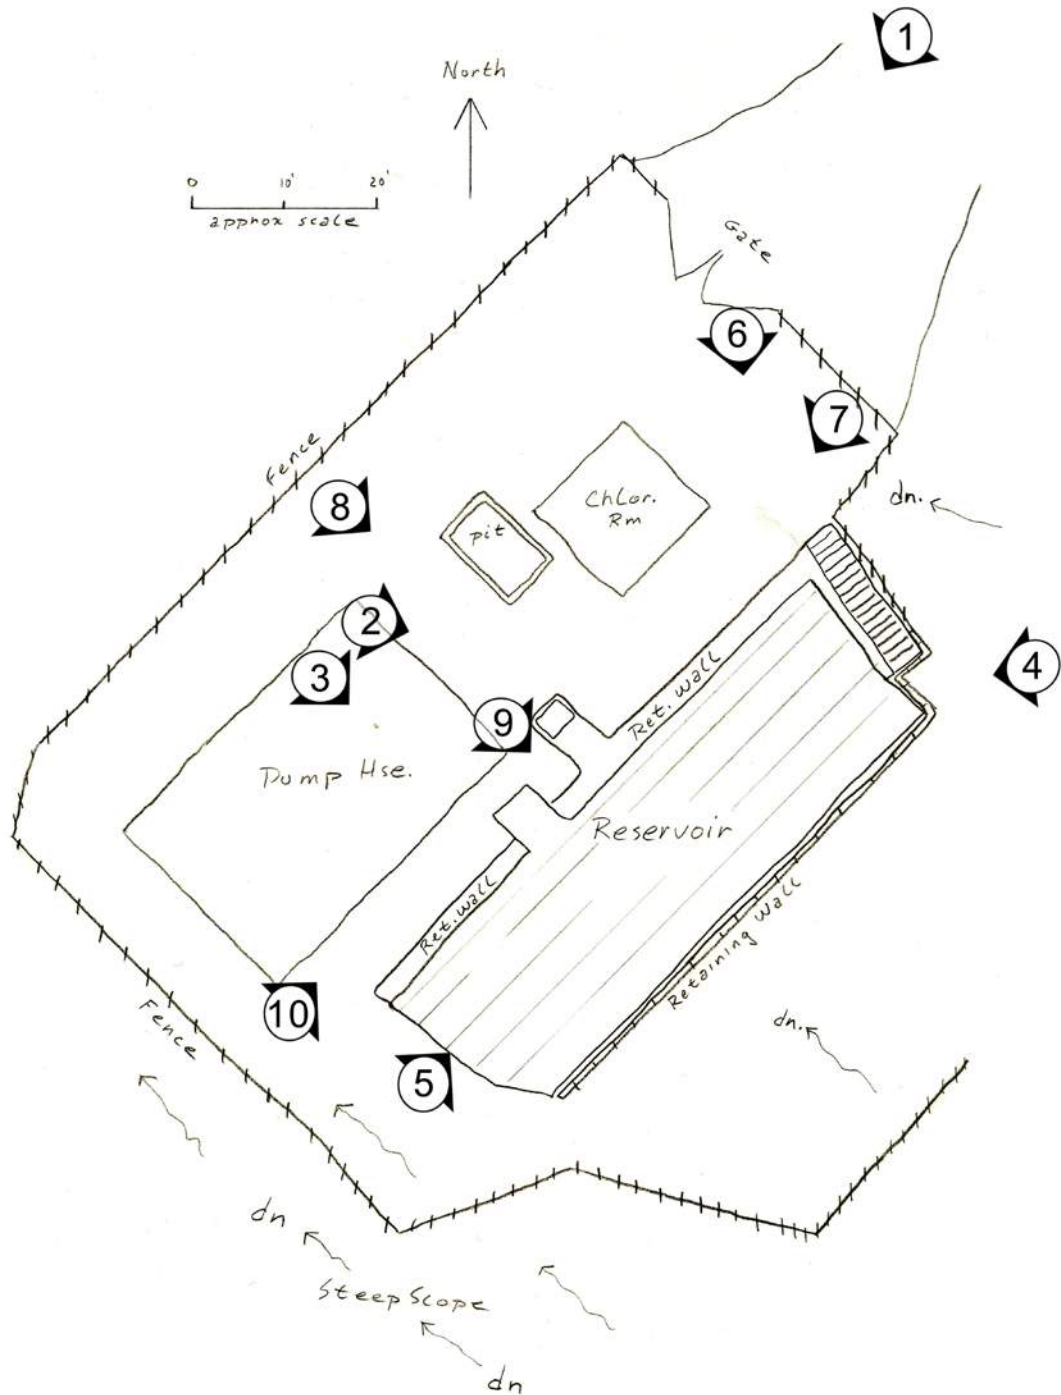 1
North
0 10' 20'
approx scale
Gate
6
7
Fence
8
Chlor.
Rm
pit
dn.
2
3
4
9
Ret. wall
Pump Hse.
Reservoir
Ret. wall
Retaining Wall
10
Fence
dn.
5
dn
Steep Slope
dn